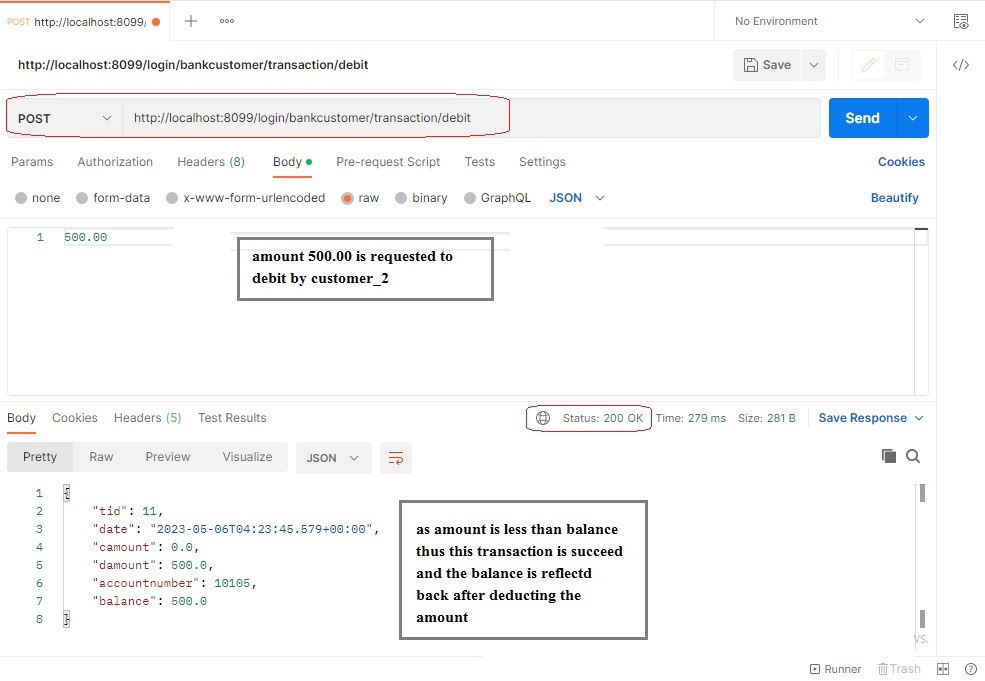 POST http://localhost:8099/
No Environment
http://localhost:8099/login/bankcustomer/transaction/debit
Save
POST http://localhost:8099/login/bankcustomer/transaction/debit
Send
Params Authorization Headers (8) Body Pre-request Script Tests Settings Cookies
none form-data x-www-form-urlencoded raw binary GraphQL JSON Beautify
1 500.00
amount 500.00 is requested to
debit by customer_2
Body Cookies Headers (5) Test Results Status: 200 OK Time: 279 ms Size: 281 B Save Response
Pretty Raw Preview Visualize JSON
1 {
2 "tid": 11,
3 "date": "2023-05-06T04:23:45.579+00:00",
4 "camount": 0.0,
5 "damount": 500.0,
6 "accountnumber": 10105,
7 "balance": 500.0
8 }
as amount is less than balance
thus this transaction is succeed
and the balance is reflectd
back after deducting the
amount
vs.
Runner Trash